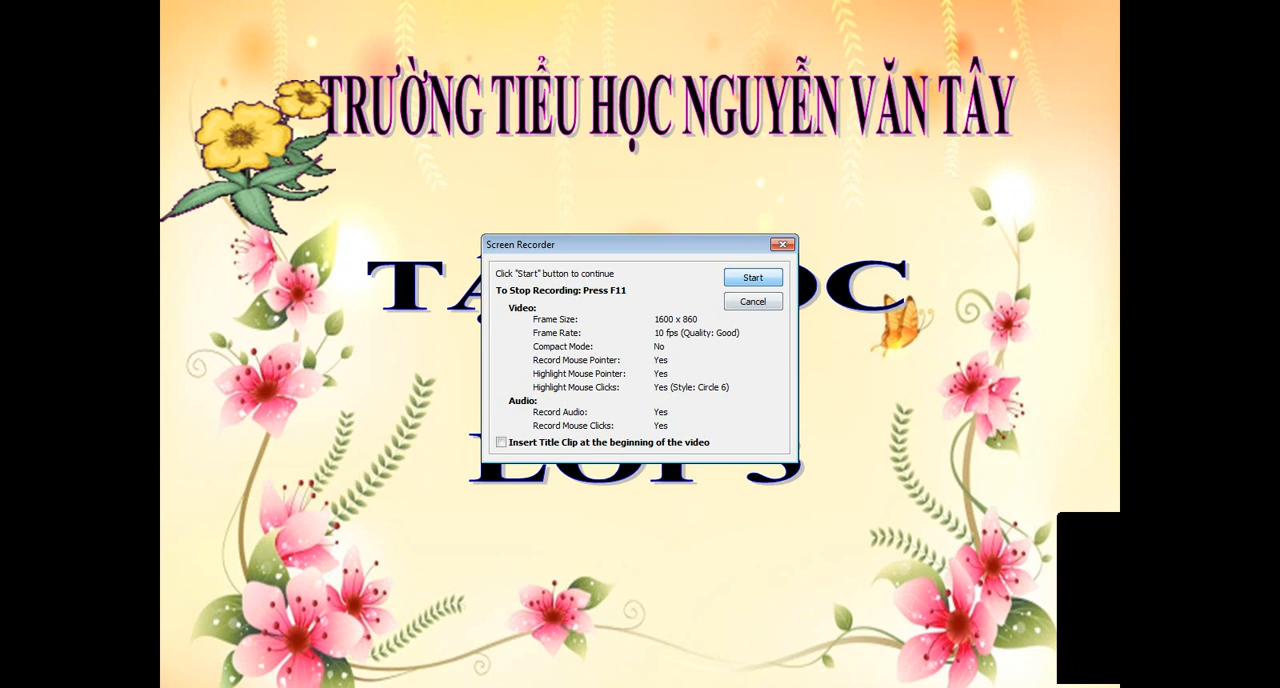 TRƯỜNG TIỂU HỌC NGUYỄN VĂN TÂY
Screen Recorder
Click "Start" button to continue
Start
To Stop Recording: Press F11
Cancel
Video:
Frame Size: 1600 x 860
Frame Rate: 10 fps (Quality: Good)
Compact Mode: No
Record Mouse Pointer: Yes
Highlight Mouse Pointer: Yes
Highlight Mouse Clicks: Yes (Style: Circle 6)
Audio:
Record Audio: Yes
Record Mouse Clicks: Yes
Insert Title Clip at the beginning of the video